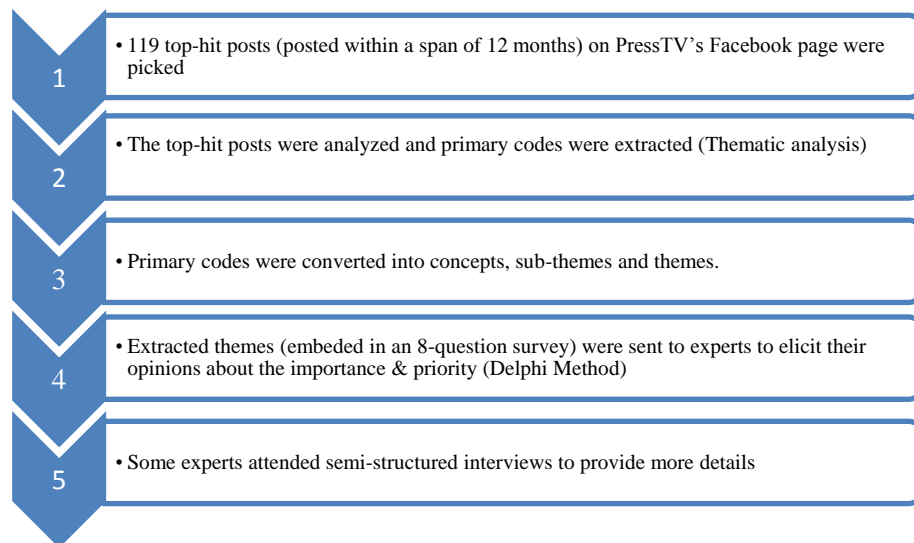 1
• 119 top-hit posts (posted within a span of 12 months) on PressTV's Facebook page were
picked
2
• The top-hit posts were analyzed and primary codes were extracted (Thematic analysis)
3
• Primary codes were converted into concepts, sub-themes and themes.
4
• Extracted themes (embeded in an 8-question survey) were sent to experts to elicit their
opinions about the importance & priority (Delphi Method)
5
• Some experts attended semi-structured interviews to provide more details